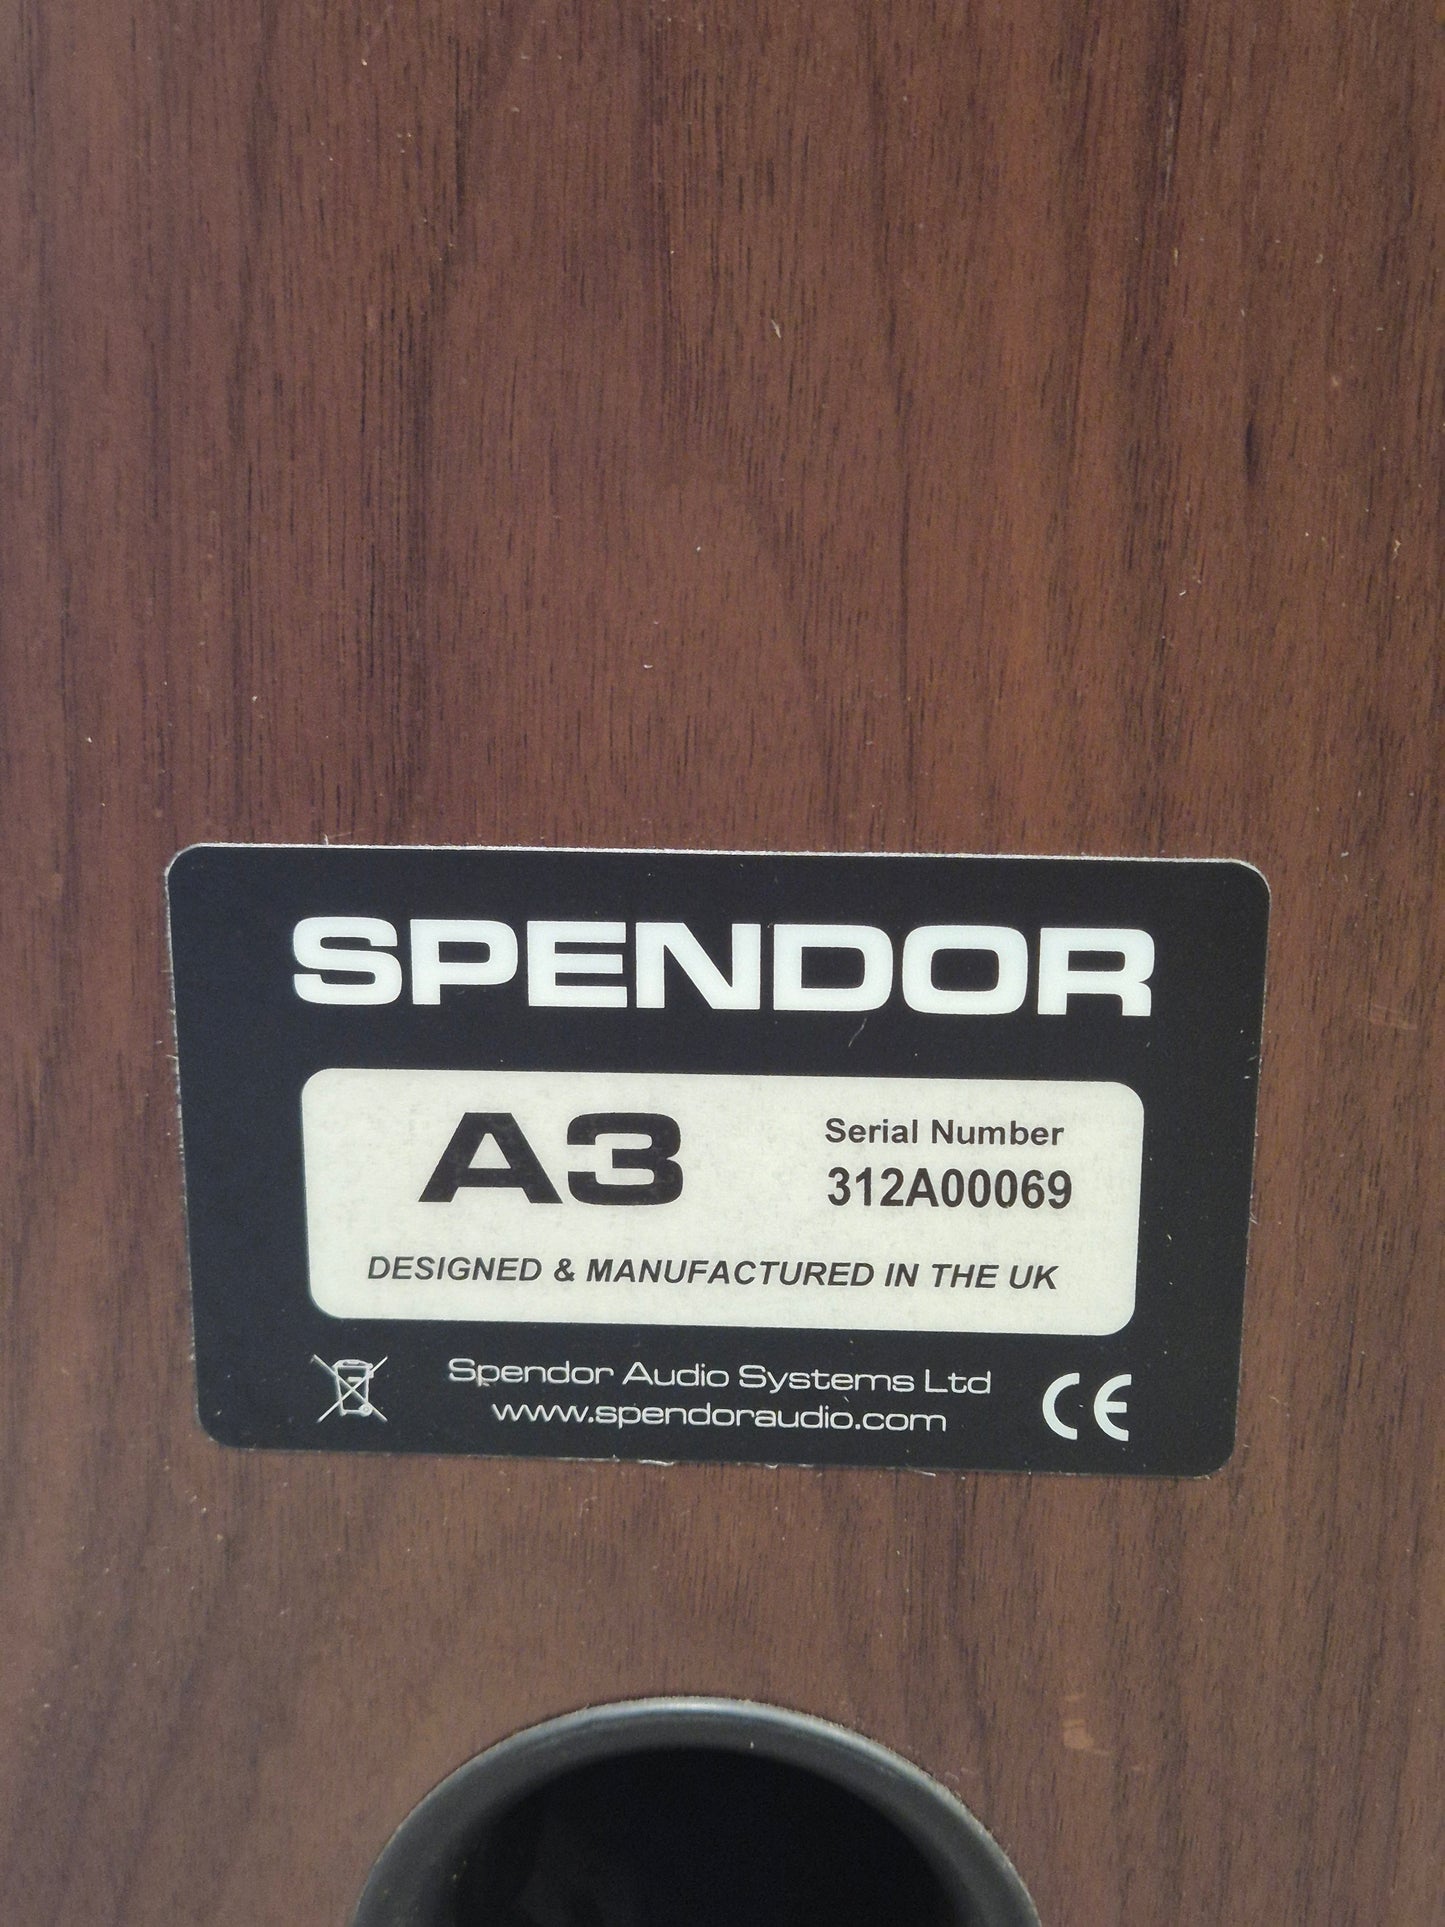 SPENDOR
A3
Serial Number
312A00069
DESIGNED & MANUFACTURED IN THE UK
Spendor Audio Systems Ltd
www.spendoraudio.com
CE